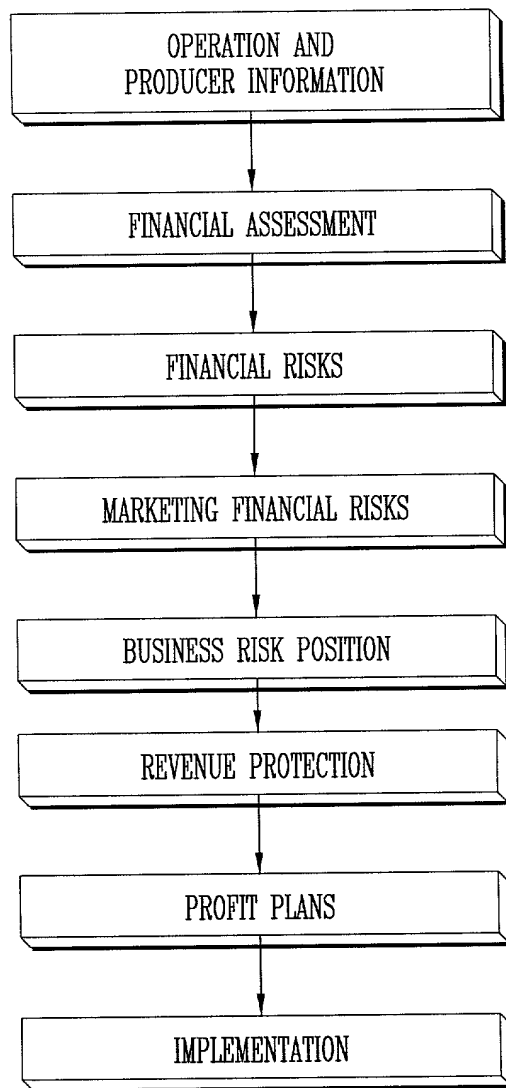 OPERATION AND
PRODUCER INFORMATION
FINANCIAL ASSESSMENT
FINANCIAL RISKS
MARKETING FINANCIAL RISKS
BUSINESS RISK POSITION
REVENUE PROTECTION
PROFIT PLANS
IMPLEMENTATION